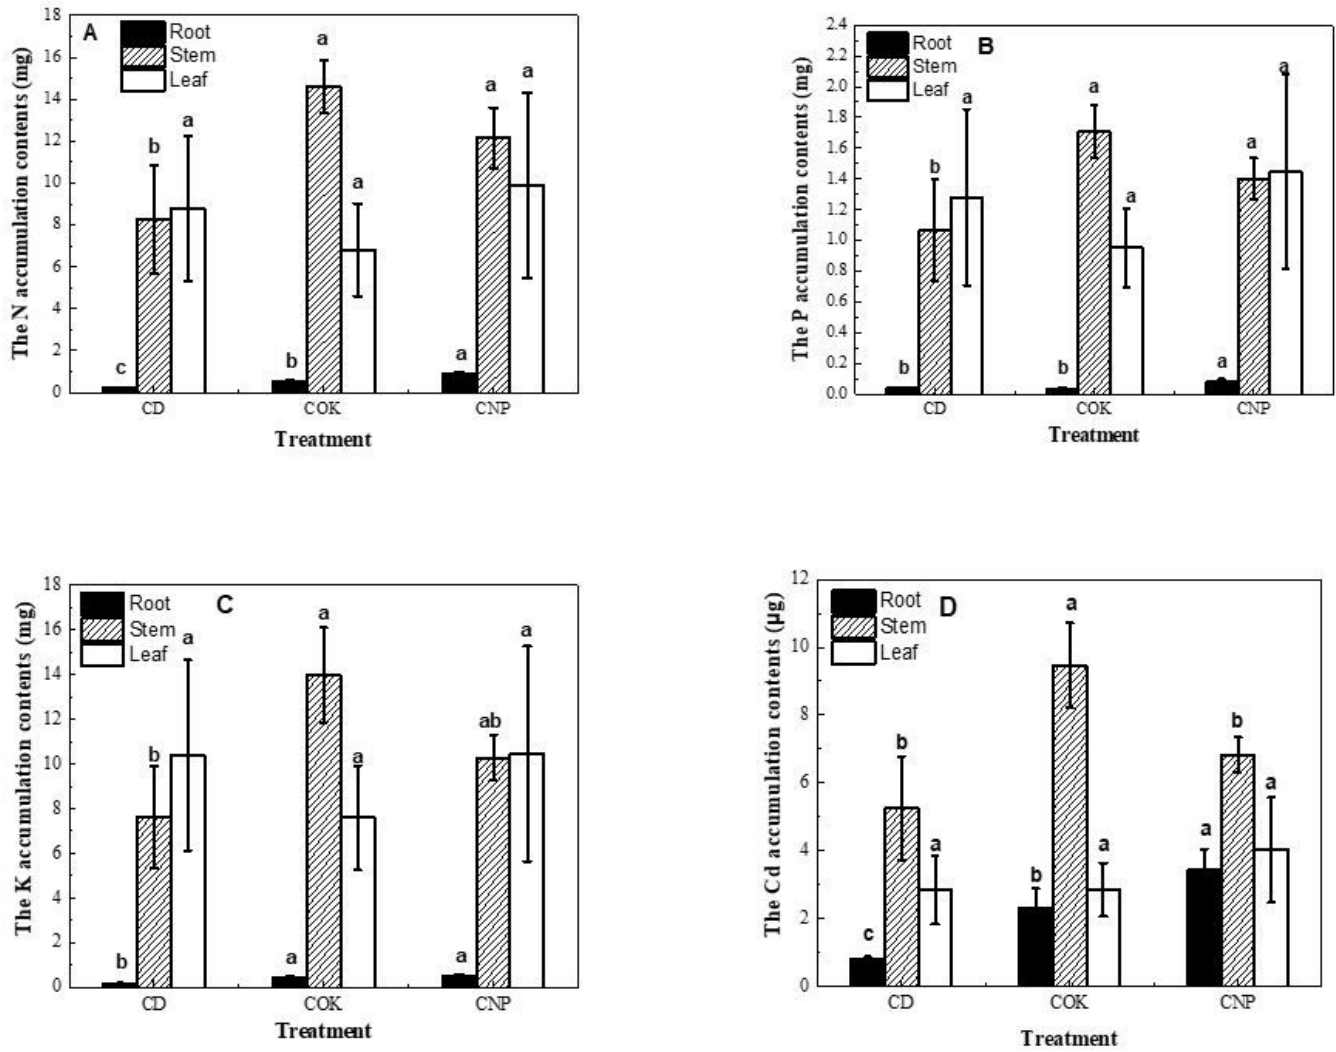 The N accumulation contents (mg)
18
16
14
12
10
8
6
4
2
0
A
Root
Stem
Leaf
c
b
a
b
a
a
a
a
a
CD
COK
CNP
Treatment
The P accumulation contents (mg)
2.4
2.2
2.0
1.8
1.6
1.4
1.2
1.0
0.8
0.6
0.4
0.2
0.0
B
Root
Stem
Leaf
b
b
a
b
a
a
a
a
a
CD
COK
CNP
Treatment
The K accumulation contents (mg)
18
16
14
12
10
8
6
4
2
0
C
Root
Stem
Leaf
b
b
a
a
a
a
a
ab
a
CD
COK
CNP
Treatment
The Cd accumulation contents (µg)
12
10
8
6
4
2
0
D
Root
Stem
Leaf
c
b
a
b
a
a
a
b
a
CD
COK
CNP
Treatment